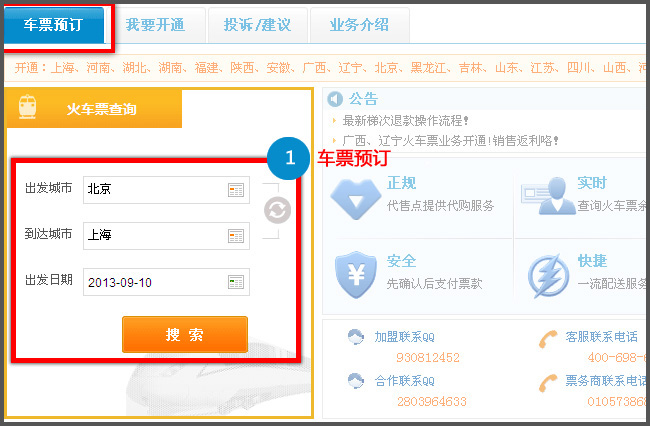 车票预订 我要开通 投诉/建议 业务介绍
开通：上海、河南、湖北、湖南、福建、陕西、安徽、广西、辽宁、北京、黑龙江、吉林、山东、江苏、四川、山西、河
火车票查询
公告
最新梯次退款操作流程！
广西、辽宁火车票业务开通！销售返利咯！
1 车票预订
出发城市 北京
到达城市 上海
出发日期 2013-09-10
搜 索
正规
代售点提供代购服务
实时
查询火车票余
安全
先确认后支付票款
快捷
一流配送服务
加盟联系QQ
930812452
客服联系电话
400-698-6
合作联系QQ
2803964633
票务商联系电话
010573868